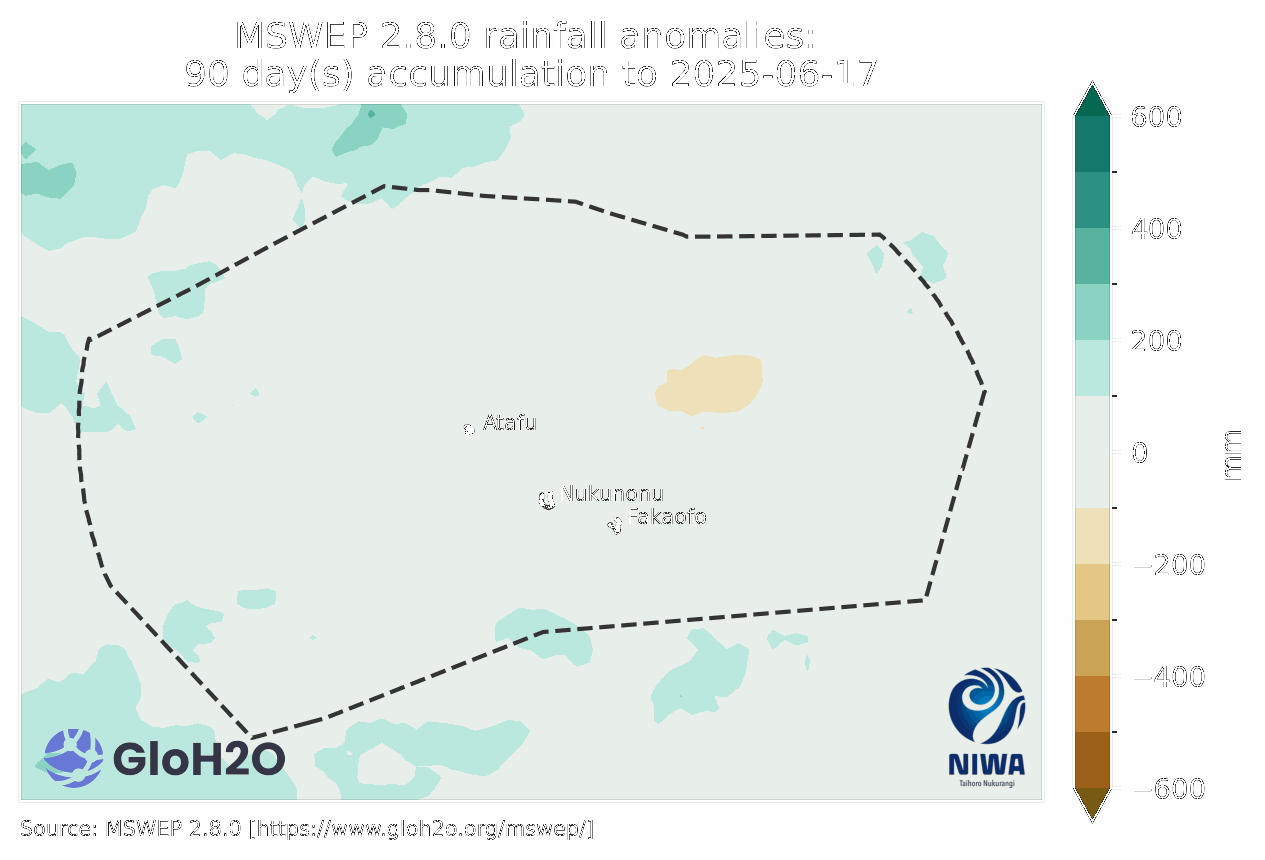 MSWEP 2.8.0 rainfall anomalies:
90 day(s) accumulation to 2025-06-17
600
400
200
0
−200
−400
−600
mm
Atafu
Nukunonu
Fakaofo
GloH2O
NIWA
Taihoro Nukurangi
Source: MSWEP 2.8.0 [https://www.gloh2o.org/mswep/]